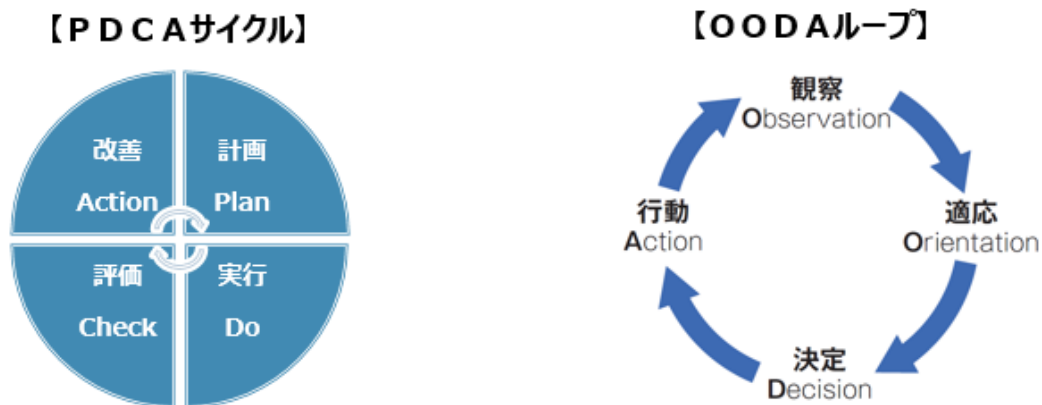 【ＰＤＣＡサイクル】
改善
Action
計画
Plan
評価
Check
実行
Do
【ＯＯＤＡループ】
観察
Observation
適応
Orientation
決定
Decision
行動
Action